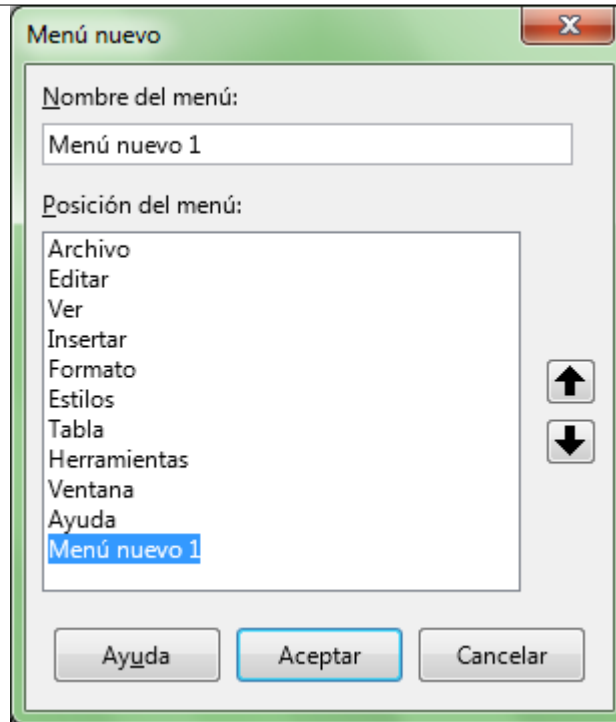 Menú nuevo
Nombre del menú:
Menú nuevo 1
Posición del menú:
Archivo
Editar
Ver
Insertar
Formato
Estilos
Tabla
Herramientas
Ventana
Ayuda
Menú nuevo 1
Ayuda Aceptar Cancelar